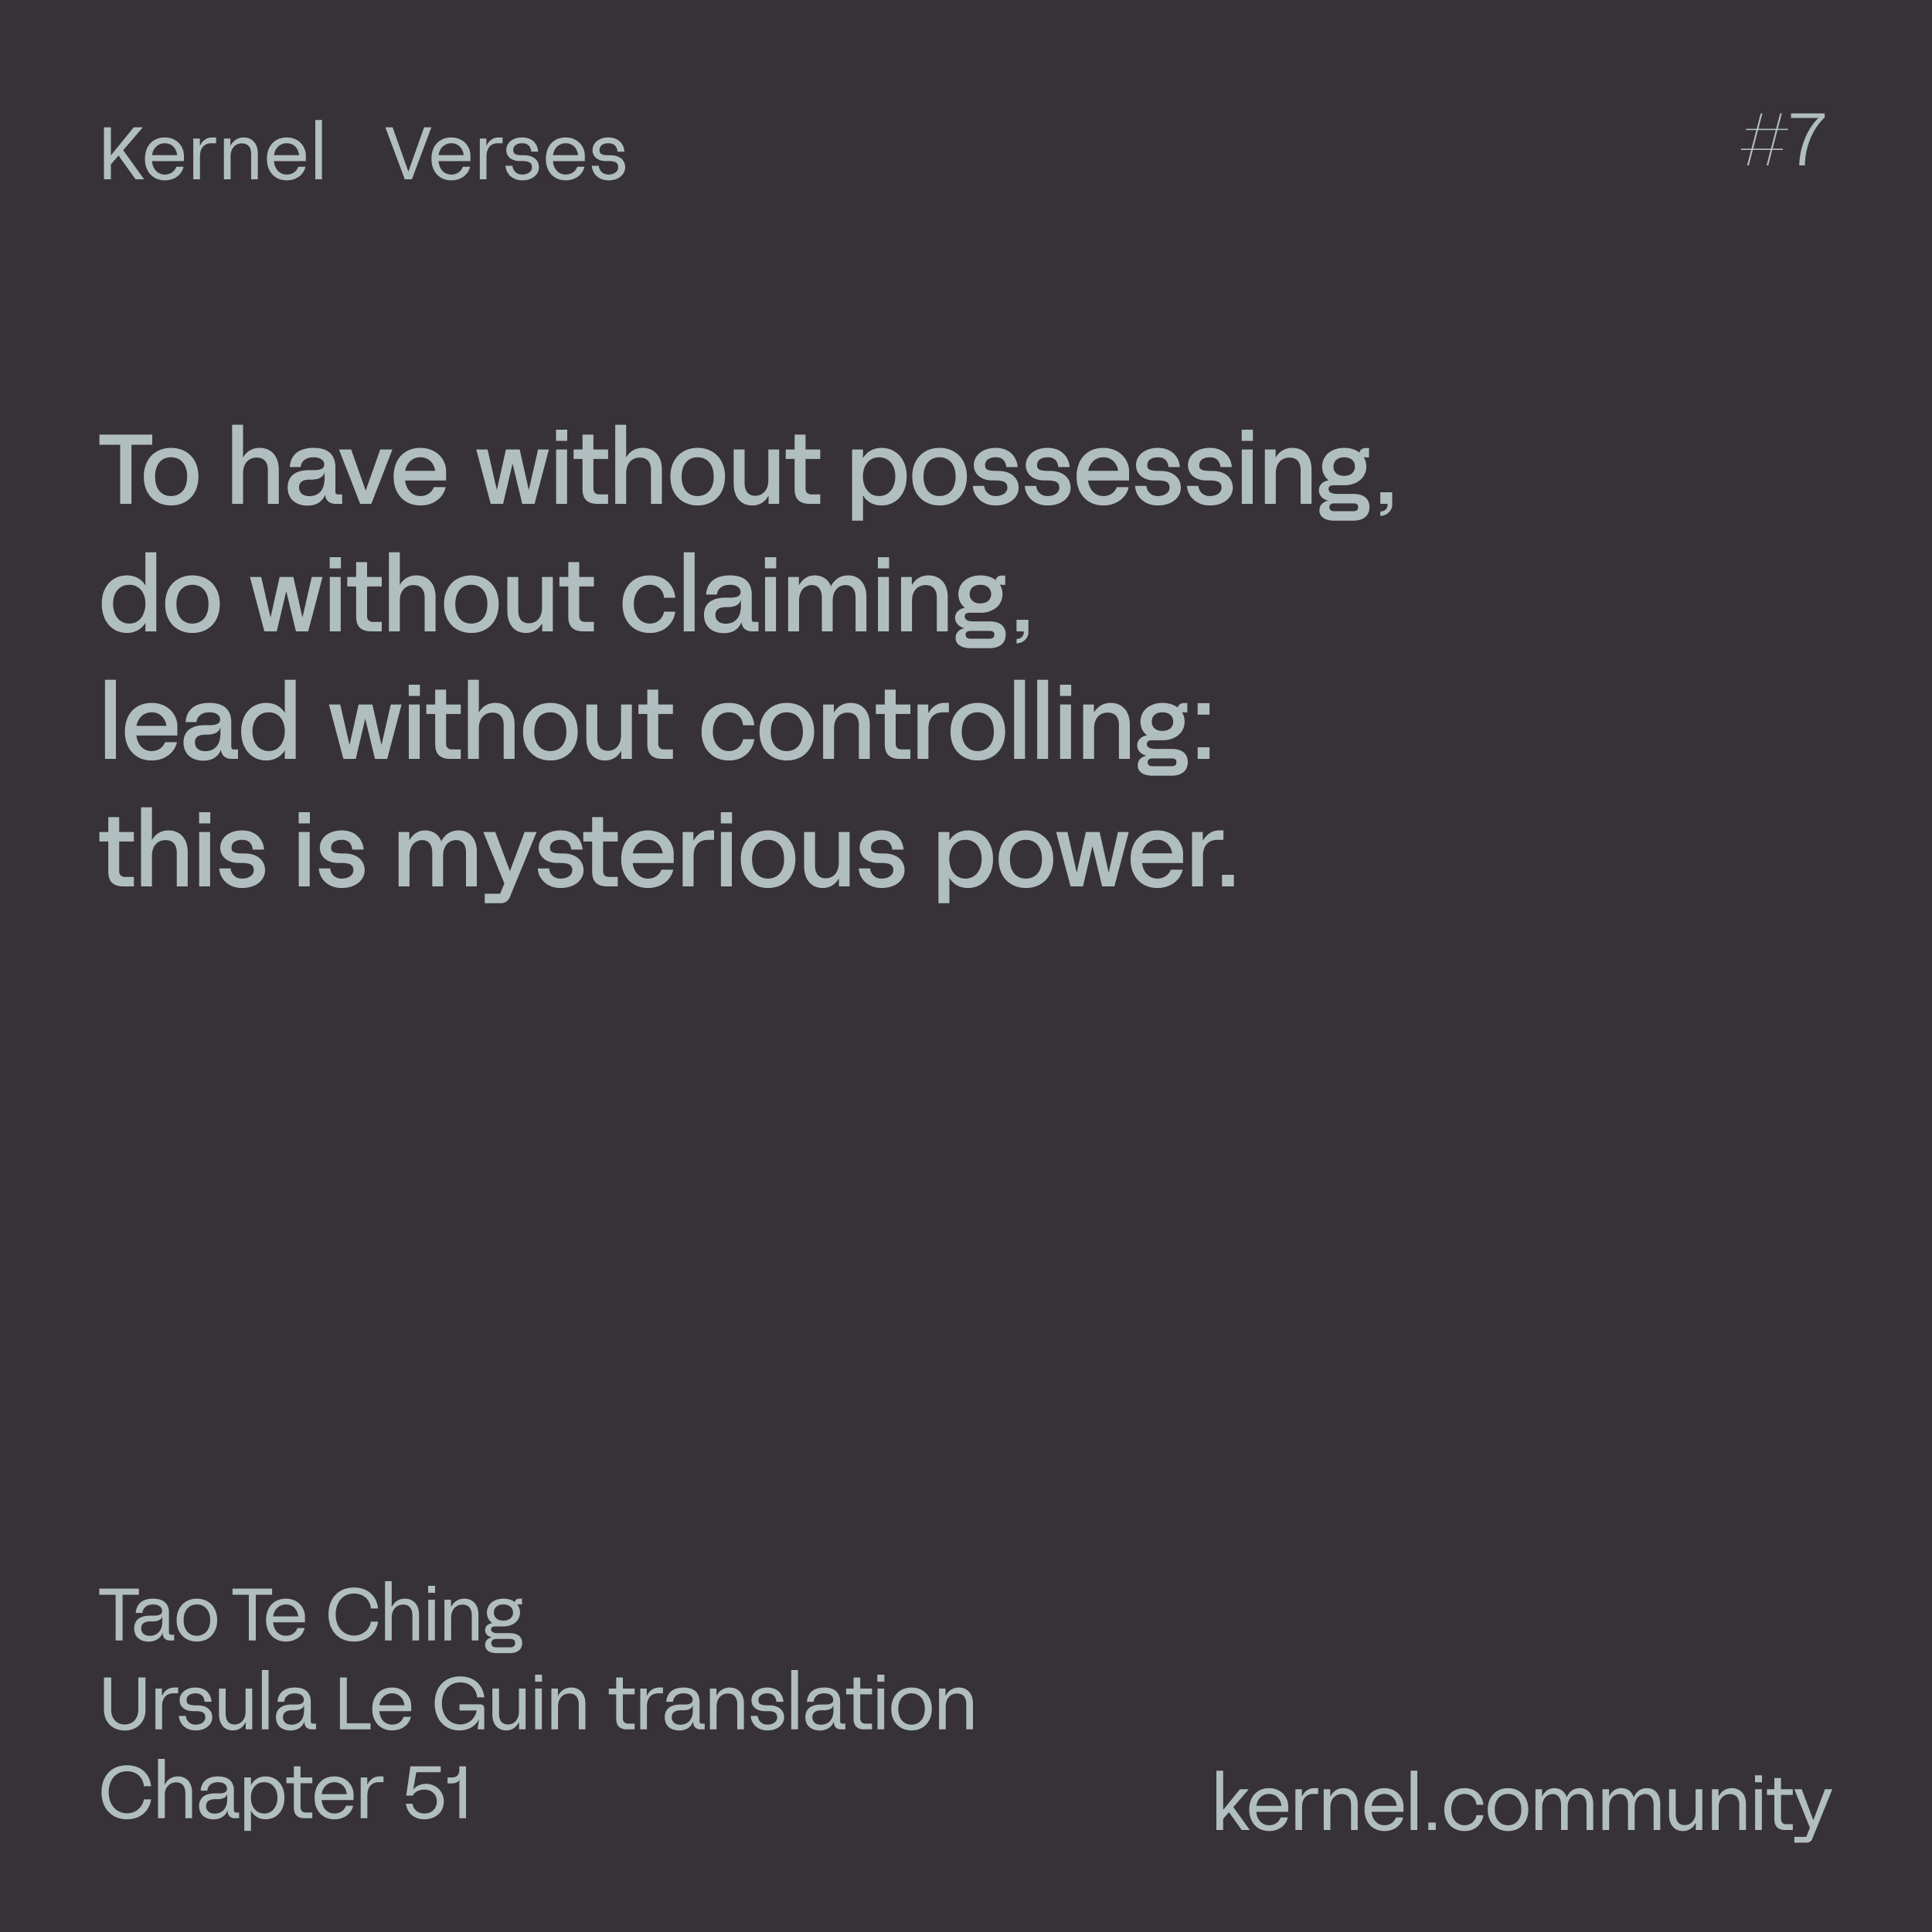 Kernel Verses
#7
To have without possessing,
do without claiming,
lead without controlling:
this is mysterious power.
Tao Te Ching
Ursula Le Guin translation
Chapter 51
kernel.community